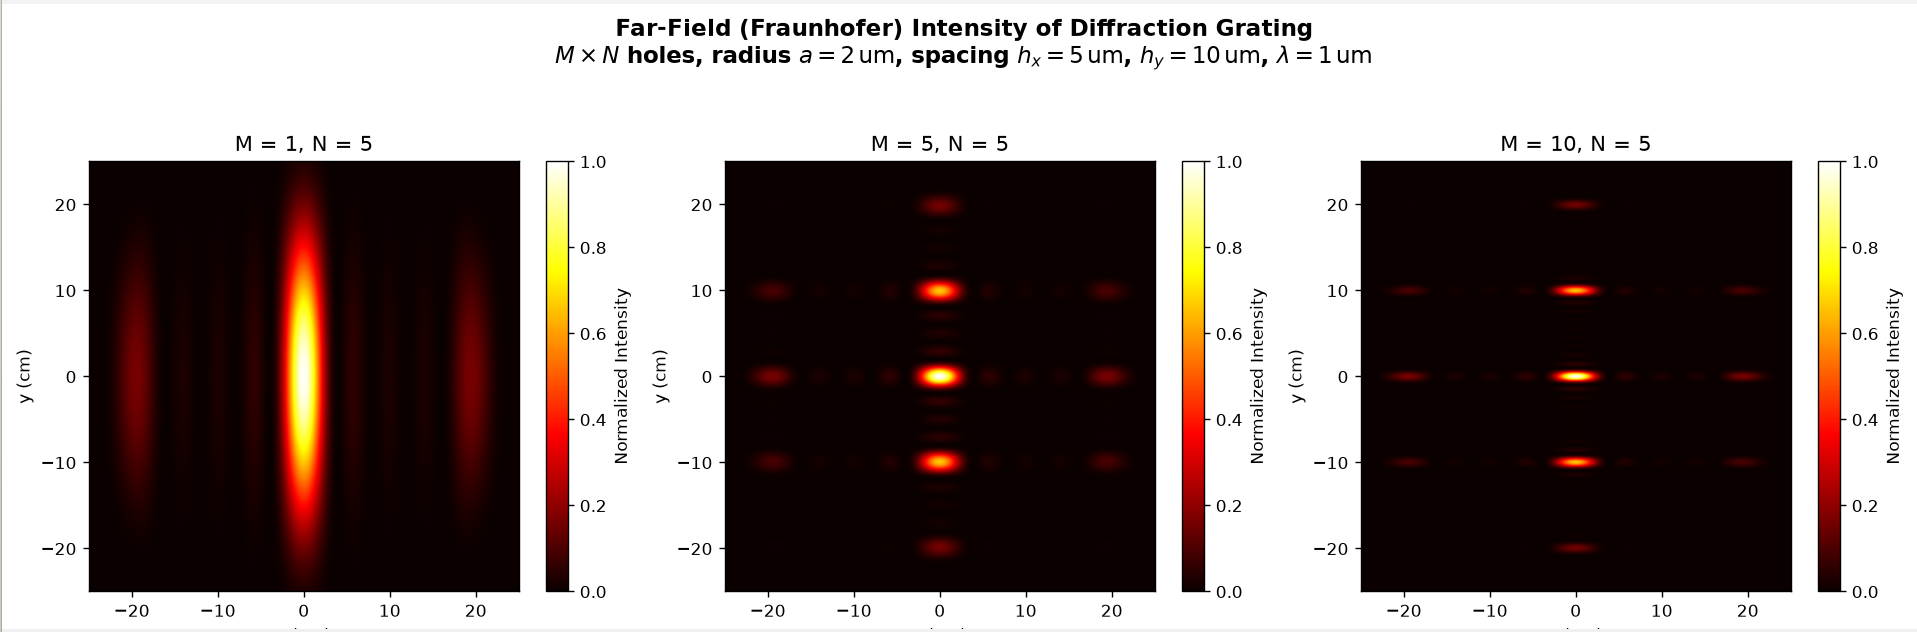 Far-Field (Fraunhofer) Intensity of Diffraction Grating
M × N holes, radius a = 2 um, spacing hx = 5 um, hy = 10 um, λ = 1 um
M = 1, N = 5
20
10
0
−10
−20
y (cm)
−20 −10 0 10 20
1.0
0.8
0.6
0.4
0.2
0.0
Normalized Intensity
M = 5, N = 5
20
10
0
−10
−20
y (cm)
−20 −10 0 10 20
1.0
0.8
0.6
0.4
0.2
0.0
Normalized Intensity
M = 10, N = 5
20
10
0
−10
−20
y (cm)
−20 −10 0 10 20
1.0
0.8
0.6
0.4
0.2
0.0
Normalized Intensity